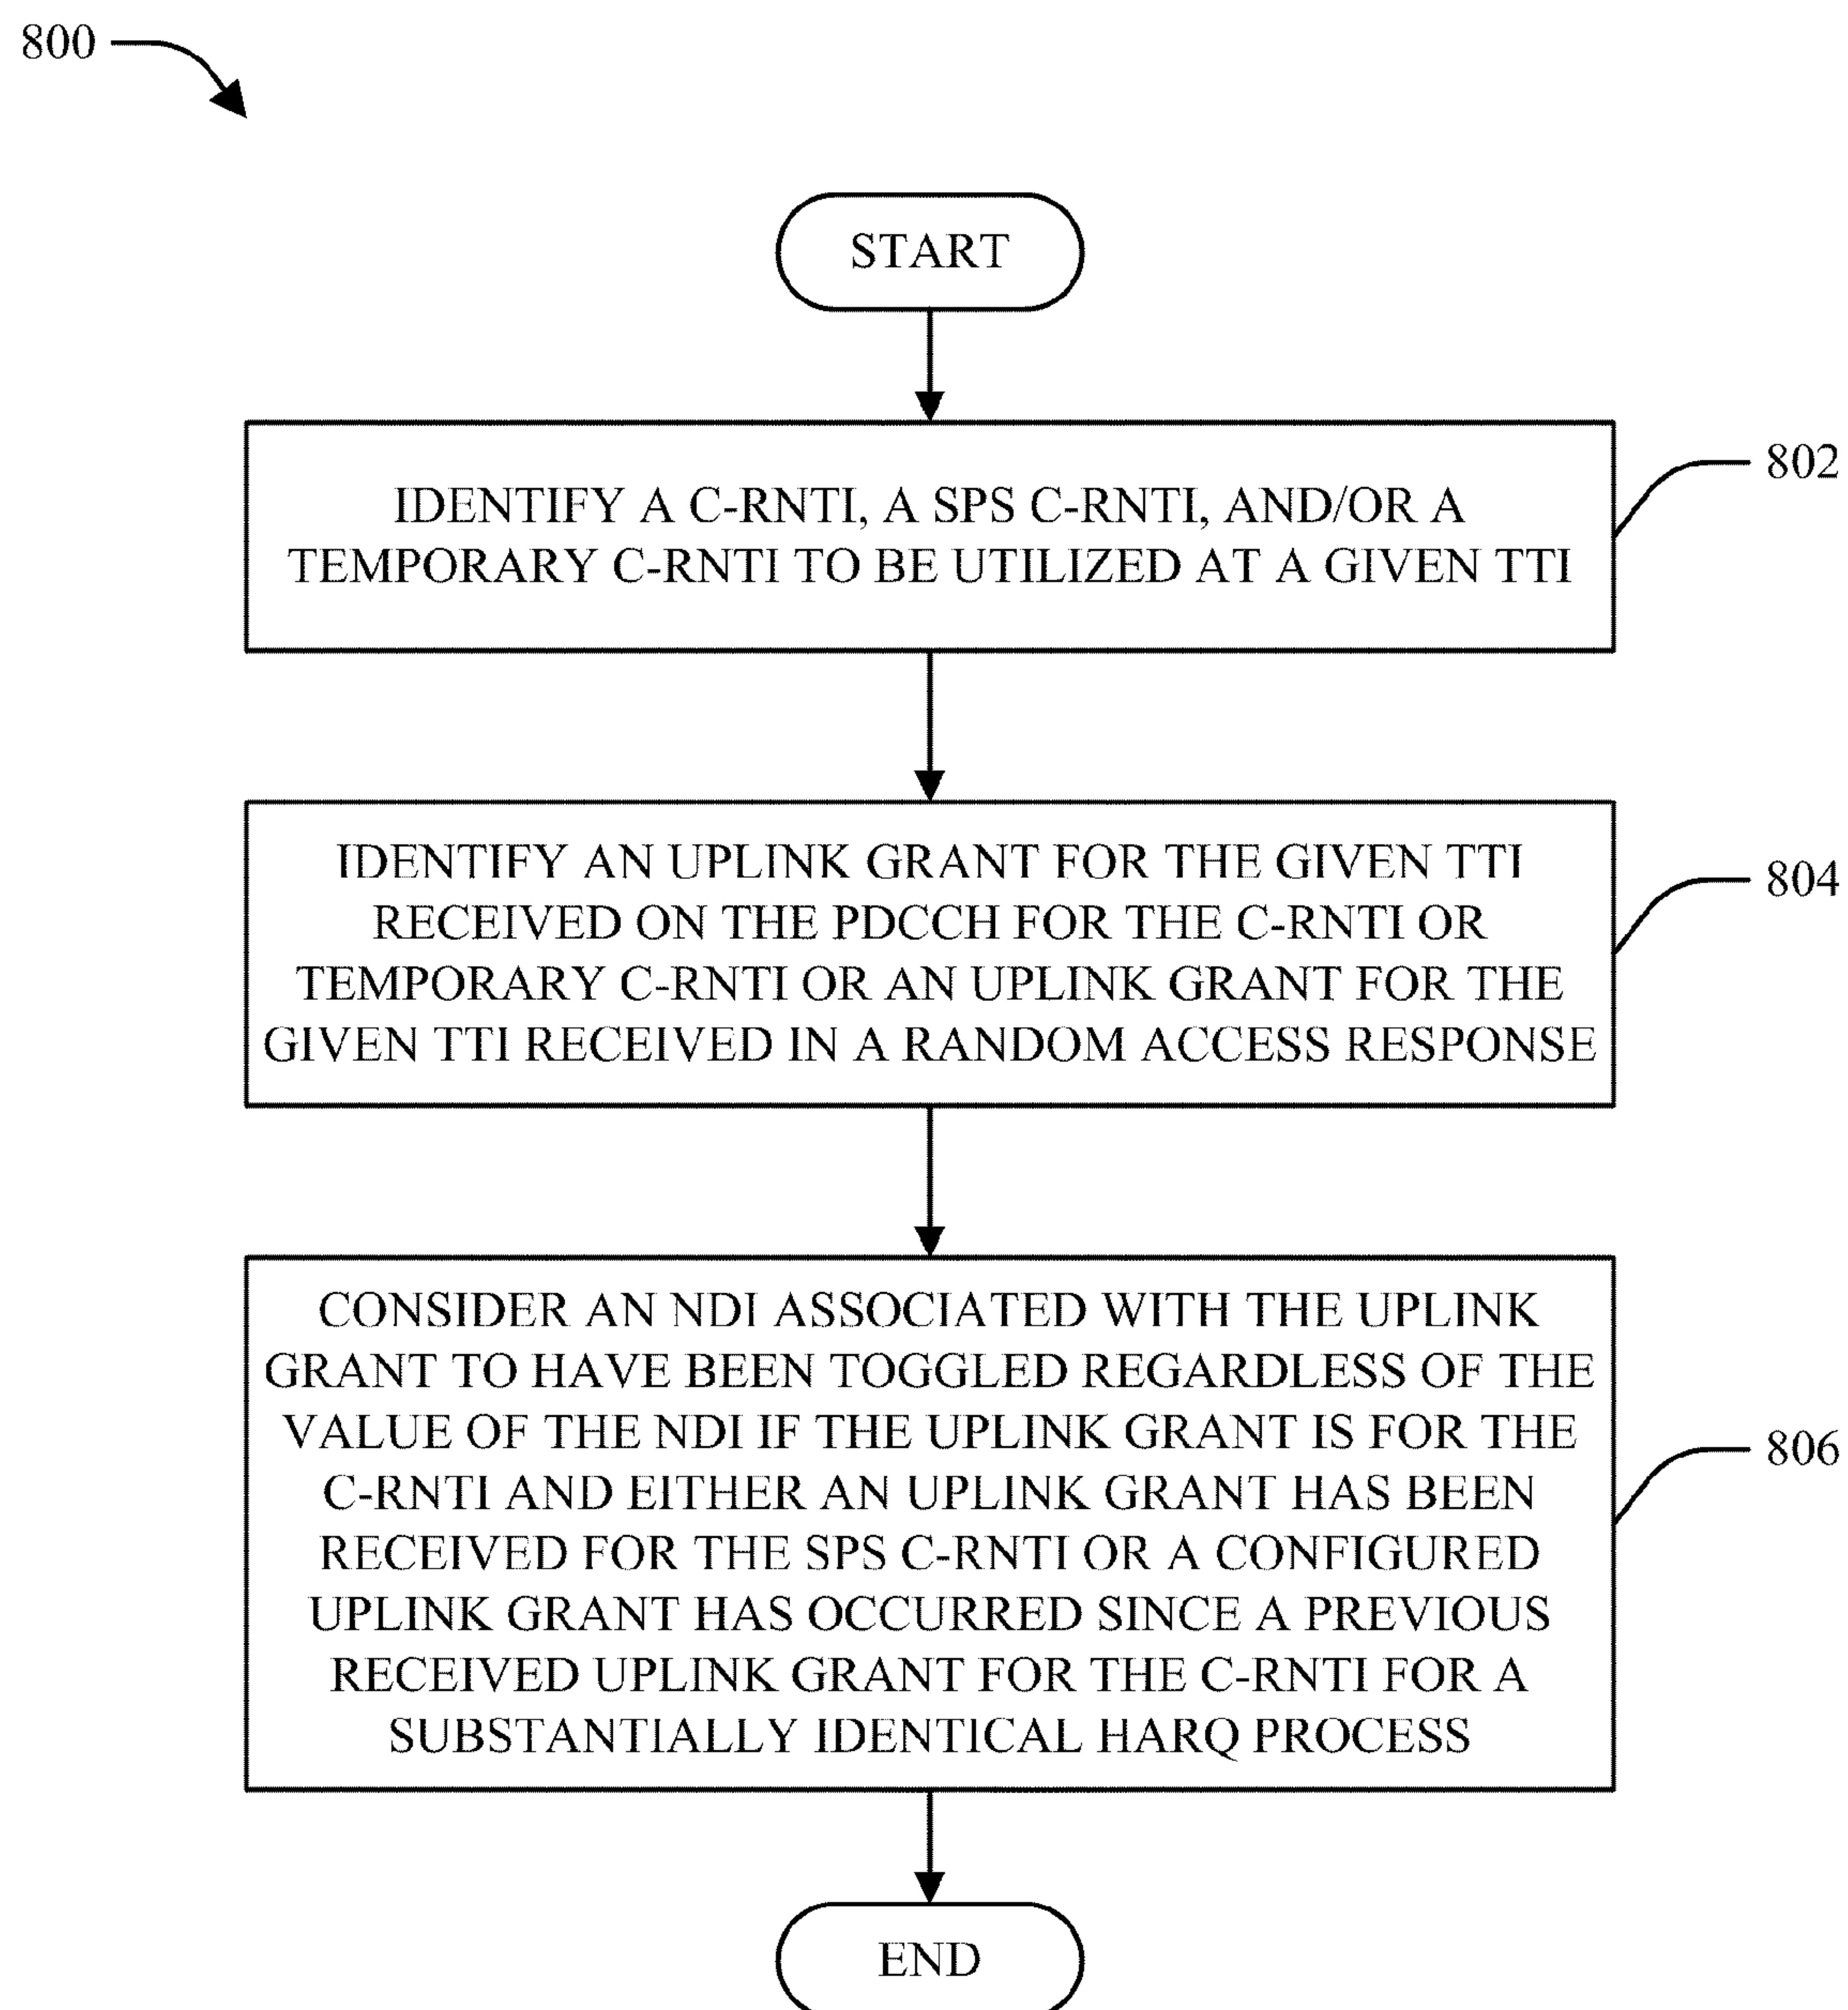 800
START
IDENTIFY A C-RNTI, A SPS C-RNTI, AND/OR A
TEMPORARY C-RNTI TO BE UTILIZED AT A GIVEN TTI
802
IDENTIFY AN UPLINK GRANT FOR THE GIVEN TTI
RECEIVED ON THE PDCCH FOR THE C-RNTI OR
TEMPORARY C-RNTI OR AN UPLINK GRANT FOR THE
GIVEN TTI RECEIVED IN A RANDOM ACCESS RESPONSE
804
CONSIDER AN NDI ASSOCIATED WITH THE UPLINK
GRANT TO HAVE BEEN TOGGLED REGARDLESS OF THE
VALUE OF THE NDI IF THE UPLINK GRANT IS FOR THE
C-RNTI AND EITHER AN UPLINK GRANT HAS BEEN
RECEIVED FOR THE SPS C-RNTI OR A CONFIGURED
UPLINK GRANT HAS OCCURRED SINCE A PREVIOUS
RECEIVED UPLINK GRANT FOR THE C-RNTI FOR A
SUBSTANTIALLY IDENTICAL HARQ PROCESS
806
END